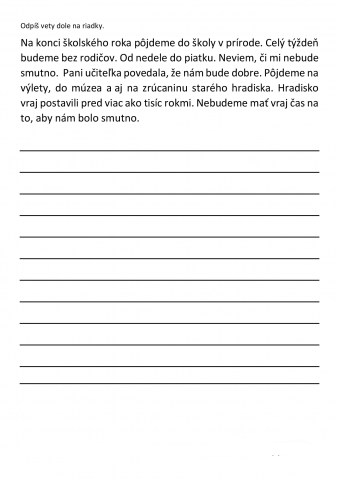 Odpíš vety dole na riadky.
Na konci školského roka pôjdeme do školy v prírode. Celý týždeň
budeme bez rodičov. Od nedele do piatku. Neviem, či mi nebude
smutno. Pani učiteľka povedala, že nám bude dobre. Pôjdeme na
výlety, do múzea a aj na zrúcaninu starého hradiska. Hradisko
vraj postavili pred viac ako tisíc rokmi. Nebudeme mať vraj čas na
to, aby nám bolo smutno.